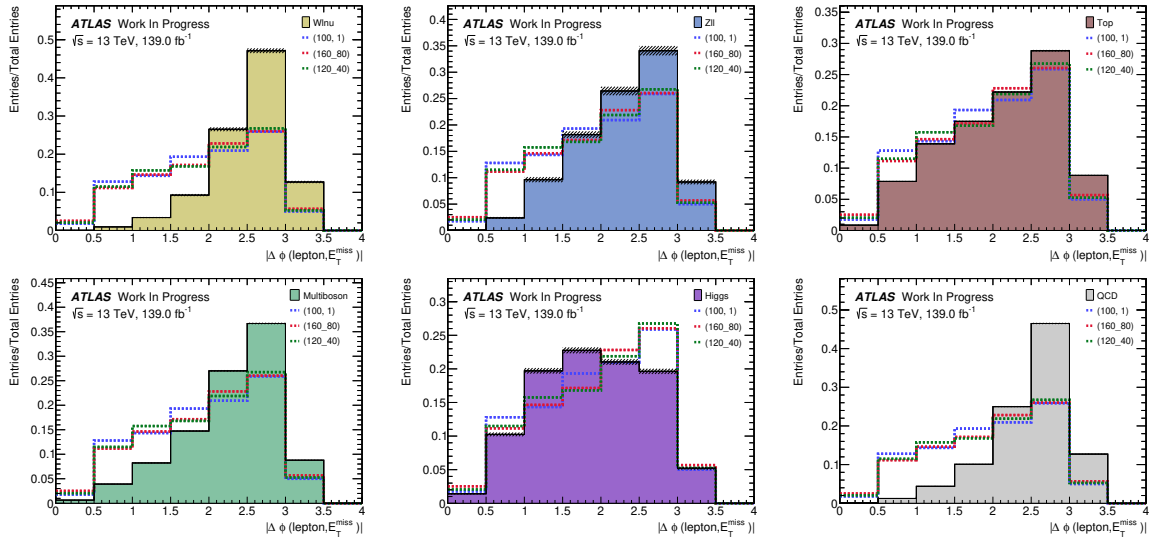 ATLAS Work In Progress
√s = 13 TeV, 139.0 fb⁻¹
Wlnu
(100, 1)
(160_80)
(120_40)
Entries/Total Entries
0.5
0.4
0.3
0.2
0.1
0
0 0.5 1 1.5 2 2.5 3 3.5 4
|Δ ϕ (lepton,E_T^miss)|
ATLAS Work In Progress
√s = 13 TeV, 139.0 fb⁻¹
Zll
(100, 1)
(160_80)
(120_40)
Entries/Total Entries
0.4
0.35
0.3
0.25
0.2
0.15
0.1
0.05
0
0 0.5 1 1.5 2 2.5 3 3.5 4
|Δ ϕ (lepton,E_T^miss)|
ATLAS Work In Progress
√s = 13 TeV, 139.0 fb⁻¹
Top
(100, 1)
(160_80)
(120_40)
Entries/Total Entries
0.35
0.3
0.25
0.2
0.15
0.1
0.05
0
0 0.5 1 1.5 2 2.5 3 3.5 4
|Δ ϕ (lepton,E_T^miss)|
ATLAS Work In Progress
√s = 13 TeV, 139.0 fb⁻¹
Multiboson
(100, 1)
(160_80)
(120_40)
Entries/Total Entries
0.45
0.4
0.35
0.3
0.25
0.2
0.15
0.1
0.05
0
0 0.5 1 1.5 2 2.5 3 3.5 4
|Δ ϕ (lepton,E_T^miss)|
ATLAS Work In Progress
√s = 13 TeV, 139.0 fb⁻¹
Higgs
(100, 1)
(160_80)
(120_40)
Entries/Total Entries
0.3
0.25
0.2
0.15
0.1
0.05
0
0 0.5 1 1.5 2 2.5 3 3.5 4
|Δ ϕ (lepton,E_T^miss)|
ATLAS Work In Progress
√s = 13 TeV, 139.0 fb⁻¹
QCD
(100, 1)
(160_80)
(120_40)
Entries/Total Entries
0.5
0.4
0.3
0.2
0.1
0
0 0.5 1 1.5 2 2.5 3 3.5 4
|Δ ϕ (lepton,E_T^miss)|